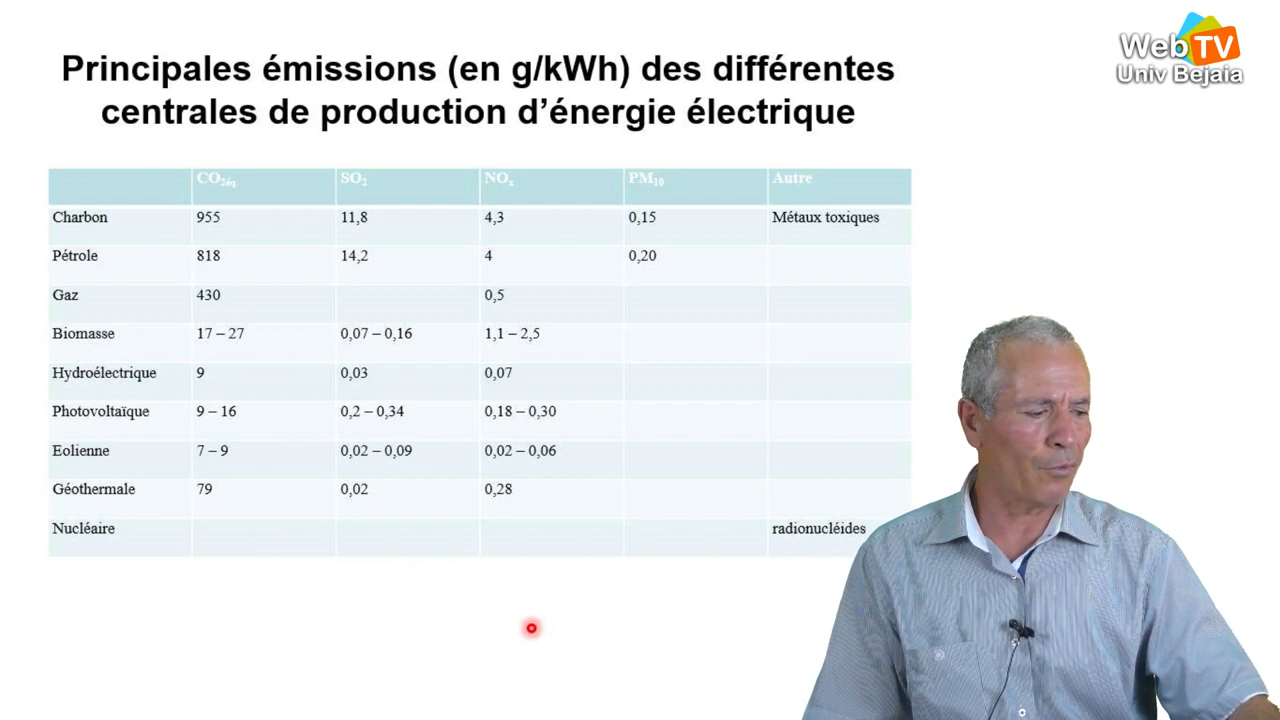 Web TV
Univ Bejaia
Principales émissions (en g/kWh) des différentes
centrales de production d’énergie électrique
CO2éq SO2 NOx PM10 Autre
Charbon 955 11,8 4,3 0,15 Métaux toxiques
Pétrole 818 14,2 4 0,20
Gaz 430 0,5
Biomasse 17 – 27 0,07 – 0,16 1,1 – 2,5
Hydroélectrique 9 0,03 0,07
Photovoltaïque 9 – 16 0,2 – 0,34 0,18 – 0,30
Eolienne 7 – 9 0,02 – 0,09 0,02 – 0,06
Géothermale 79 0,02 0,28
Nucléaire radionucléides